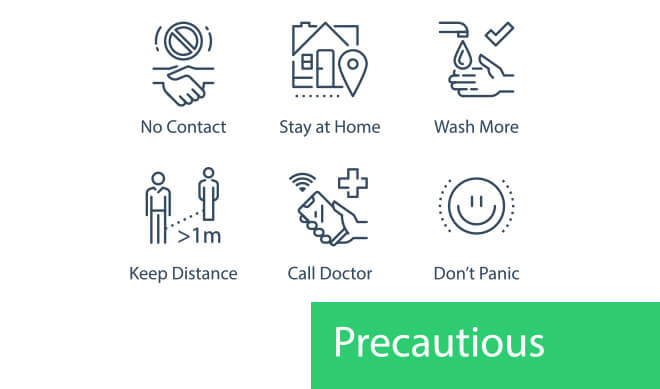 No Contact
Stay at Home
Wash More
>1m
Keep Distance
Call Doctor
Don’t Panic
Precautious